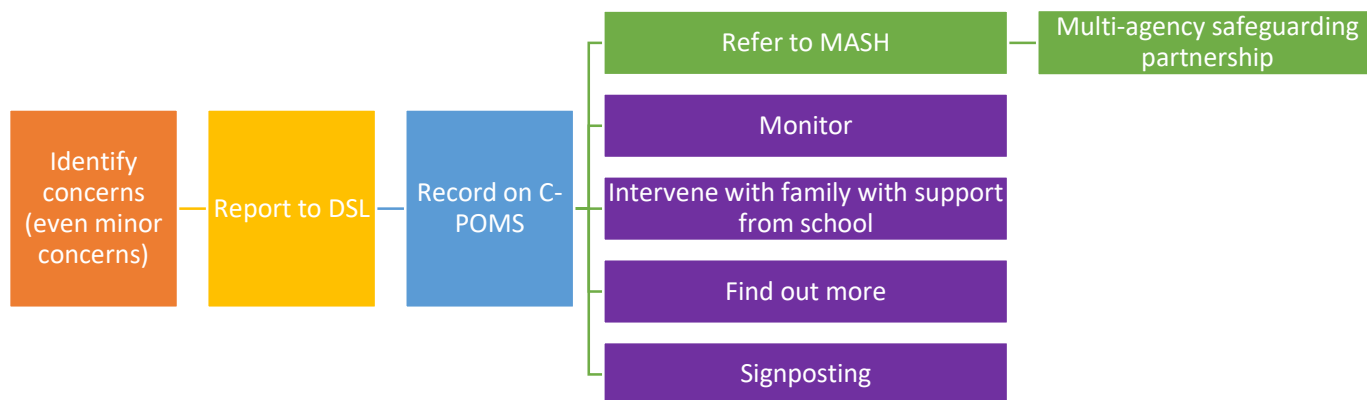 Identify
concerns
(even minor
concerns)
Report to DSL
Record on C-
POMS
Refer to MASH
Multi-agency safeguarding
partnership
Monitor
Intervene with family with support
from school
Find out more
Signposting